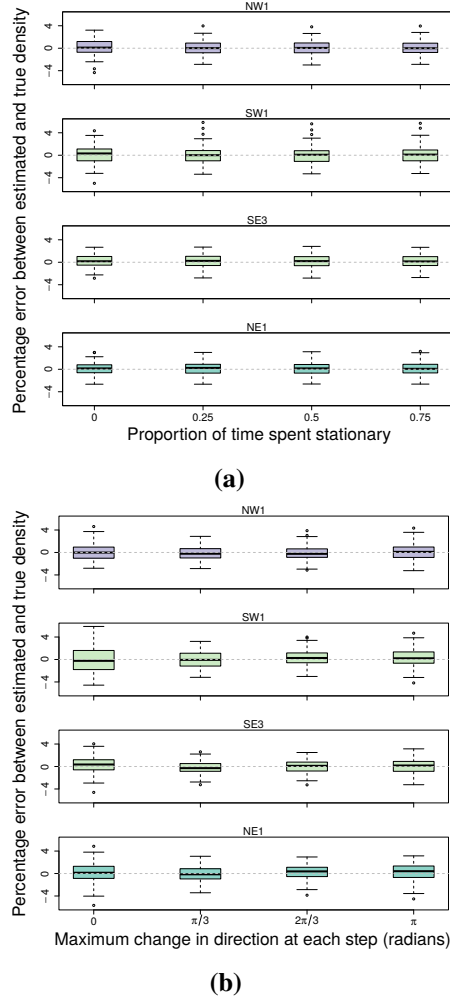 NW1
4
0
−4
SW1
4
0
−4
SE3
4
0
−4
NE1
4
0
−4
0 0.25 0.5 0.75
Percentage error between estimated and true density
Proportion of time spent stationary
(a)
NW1
4
0
−4
SW1
4
0
−4
SE3
4
0
−4
NE1
4
0
−4
0 π/3 2π/3 π
Percentage error between estimated and true density
Maximum change in direction at each step (radians)
(b)